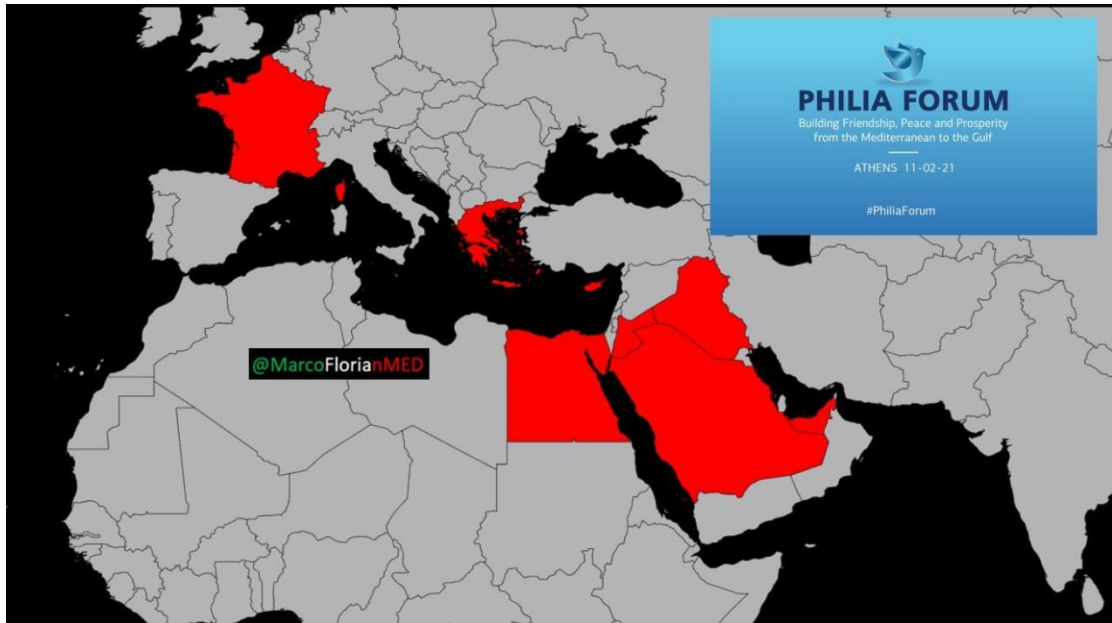 PHILIA FORUM
Building Friendship, Peace and Prosperity
from the Mediterranean to the Gulf
ATHENS 11-02-21
#PhiliaForum
@MarcoFlorianMED